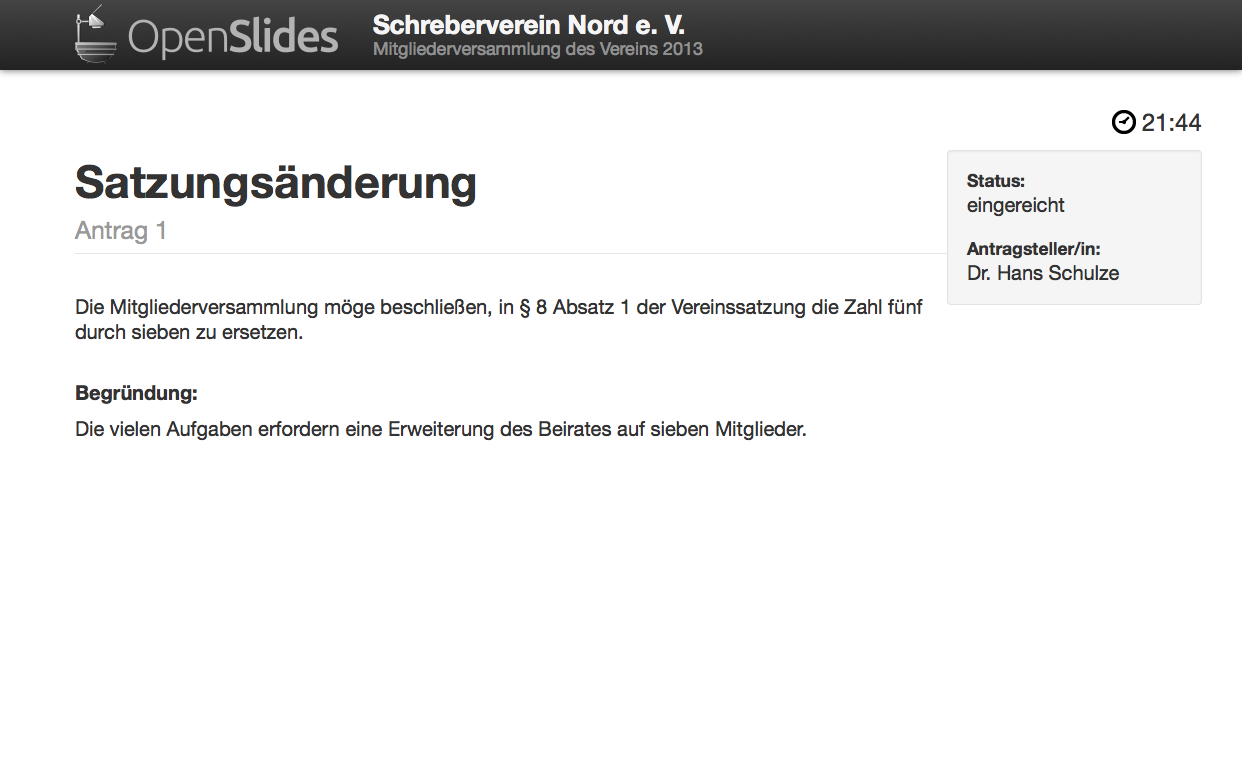 OpenSlides
Schreberverein Nord e. V.
Mitgliederversammlung des Vereins 2013
21:44
Satzungsänderung
Antrag 1
Status:
eingereicht
Antragsteller/in:
Dr. Hans Schulze
Die Mitgliederversammlung möge beschließen, in § 8 Absatz 1 der Vereinssatzung die Zahl fünf
durch sieben zu ersetzen.
Begründung:
Die vielen Aufgaben erfordern eine Erweiterung des Beirates auf sieben Mitglieder.